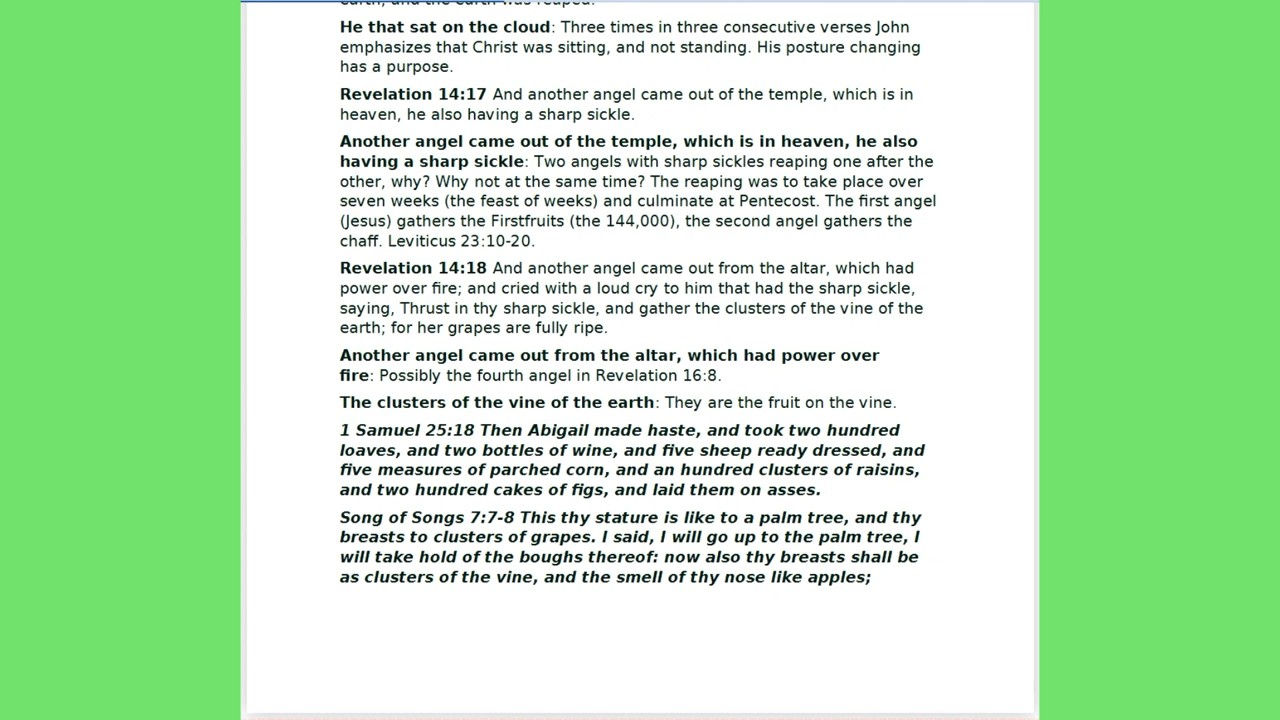 earth, and the earth was reaped.
He that sat on the cloud: Three times in three consecutive verses John
emphasizes that Christ was sitting, and not standing. His posture changing
has a purpose.
Revelation 14:17 And another angel came out of the temple, which is in
heaven, he also having a sharp sickle.
Another angel came out of the temple, which is in heaven, he also
having a sharp sickle: Two angels with sharp sickles reaping one after the
other, why? Why not at the same time? The reaping was to take place over
seven weeks (the feast of weeks) and culminate at Pentecost. The first angel
(Jesus) gathers the Firstfruits (the 144,000), the second angel gathers the
chaff. Leviticus 23:10-20.
Revelation 14:18 And another angel came out from the altar, which had
power over fire; and cried with a loud cry to him that had the sharp sickle,
saying, Thrust in thy sharp sickle, and gather the clusters of the vine of the
earth; for her grapes are fully ripe.
Another angel came out from the altar, which had power over
fire: Possibly the fourth angel in Revelation 16:8.
The clusters of the vine of the earth: They are the fruit on the vine.
1 Samuel 25:18 Then Abigail made haste, and took two hundred
loaves, and two bottles of wine, and five sheep ready dressed, and
five measures of parched corn, and an hundred clusters of raisins,
and two hundred cakes of figs, and laid them on asses.
Song of Songs 7:7-8 This thy stature is like to a palm tree, and thy
breasts to clusters of grapes. I said, I will go up to the palm tree, I
will take hold of the boughs thereof: now also thy breasts shall be
as clusters of the vine, and the smell of thy nose like apples;